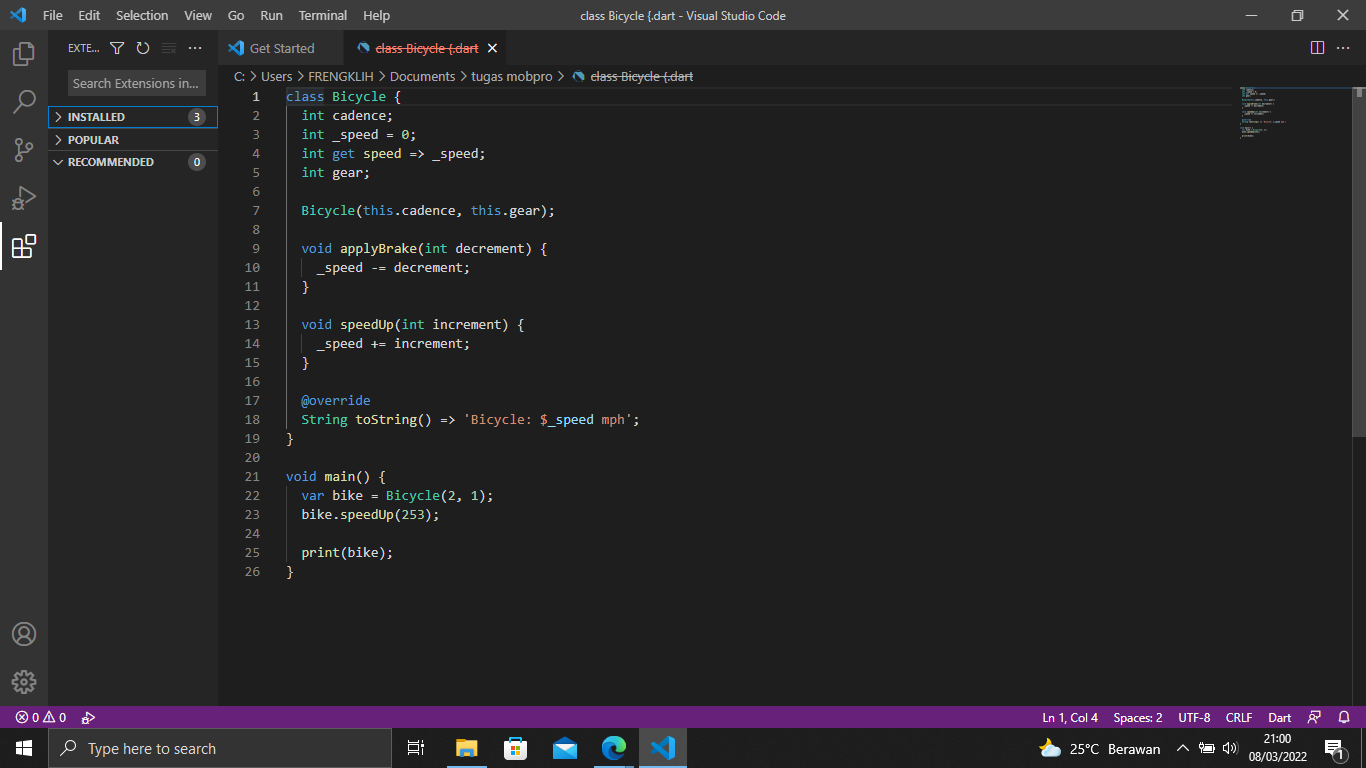 File Edit Selection View Go Run Terminal Help
class Bicycle {.dart - Visual Studio Code
EXTE...
Get Started
class Bicycle {.dart
Search Extensions in...
INSTALLED 3
POPULAR
RECOMMENDED 0
C: > Users > FRENGKLIH > Documents > tugas mobpro > class Bicycle {.dart
1 class Bicycle {
2   int cadence;
3   int _speed = 0;
4   int get speed => _speed;
5   int gear;
6
7   Bicycle(this.cadence, this.gear);
8
9   void applyBrake(int decrement) {
10     _speed -= decrement;
11   }
12
13   void speedUp(int increment) {
14     _speed += increment;
15   }
16
17   @override
18   String toString() => 'Bicycle: $_speed mph';
19 }
20
21 void main() {
22   var bike = Bicycle(2, 1);
23   bike.speedUp(253);
24
25   print(bike);
26 }
0 0
Ln 1, Col 4 Spaces: 2 UTF-8 CRLF Dart
Type here to search
25°C Berawan
21:00
08/03/2022
1